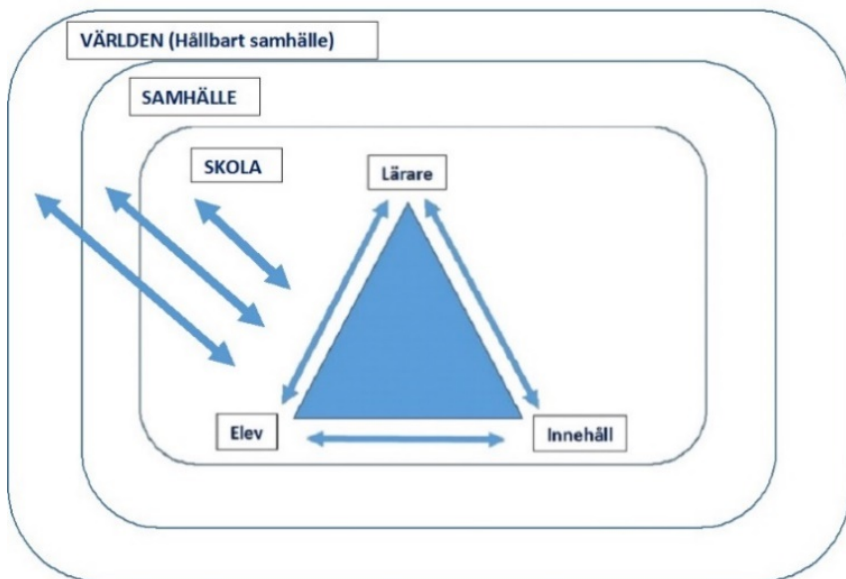 VÄRLDEN (Hållbart samhälle)
SAMHÄLLE
SKOLA
Lärare
Elev
Innehåll